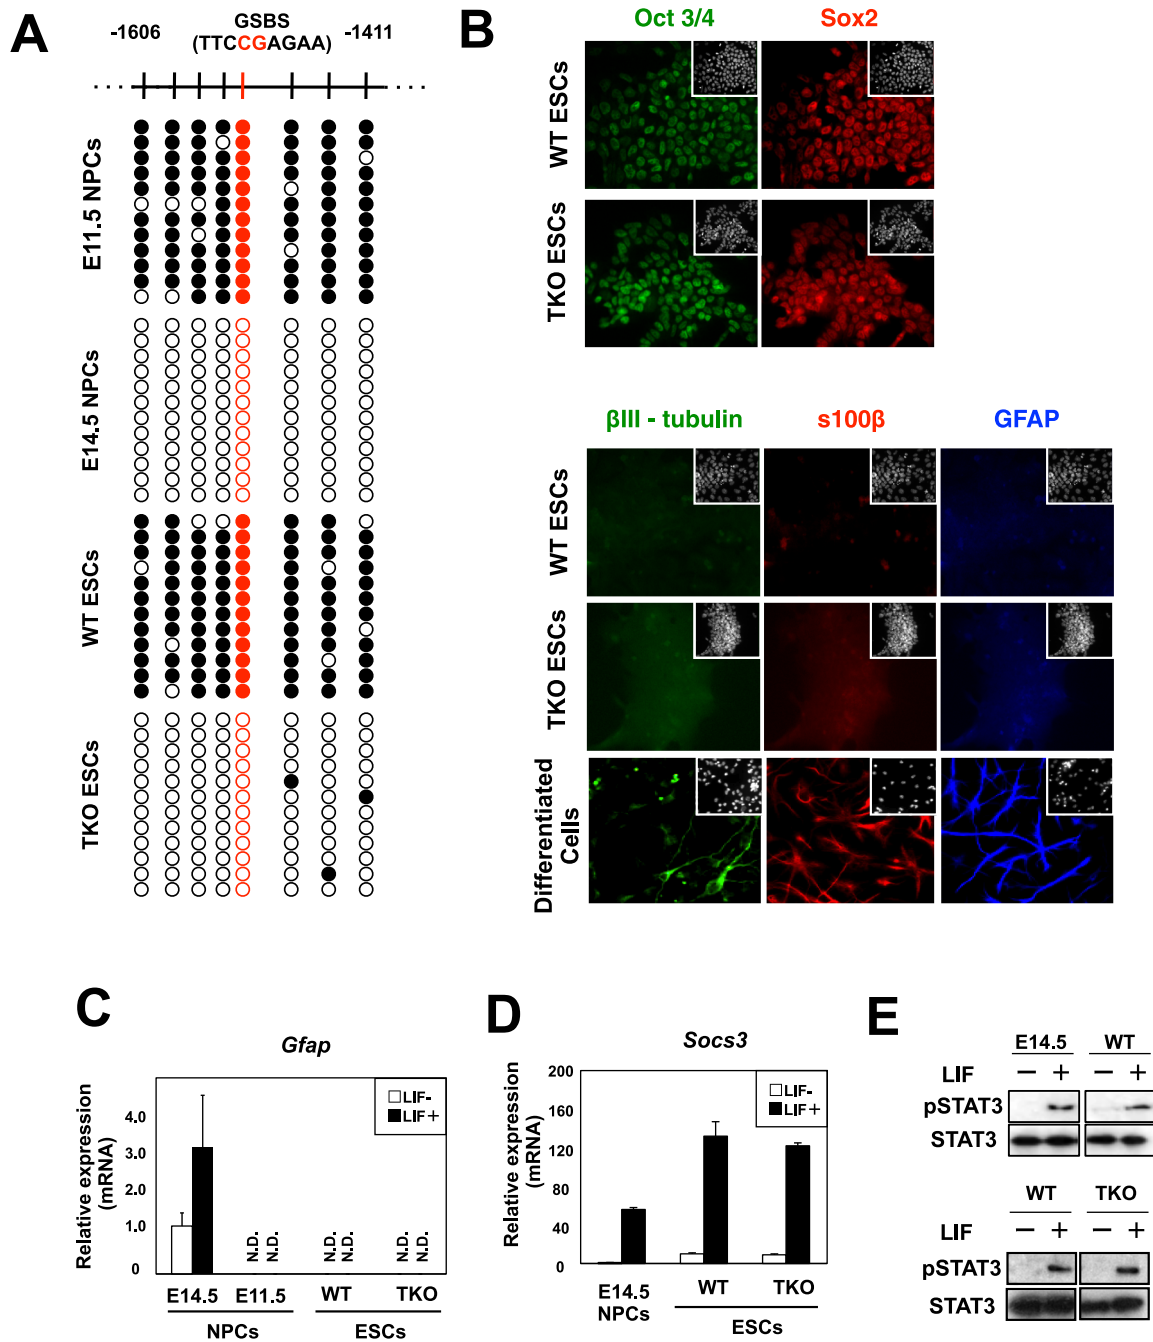 A
GSBS
-1606
(TTCCGAGAA)
-1411
E11.5 NPCs
E14.5 NPCs
WT ESCs
TKO ESCs
B
Oct 3/4
Sox2
WT ESCs
TKO ESCs
βIII - tubulin
s100β
GFAP
WT ESCs
TKO ESCs
Differentiated
Cells
C
Gfap
Relative expression
(mRNA)
4.0
3.0
2.0
1.0
0
LIF-
LIF+
N.D.
N.D.
N.D.
N.D.
N.D.
N.D.
E14.5
E11.5
WT
TKO
NPCs
ESCs
D
Socs3
Relative expression
(mRNA)
200
160
120
80
40
0
LIF-
LIF+
E14.5
NPCs
WT
TKO
ESCs
E
E14.5
WT
LIF
− + − +
pSTAT3
STAT3
WT
TKO
LIF
− + − +
pSTAT3
STAT3